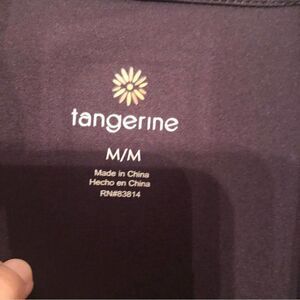 tangerine
M/M
Made in China
Hecho en China
RN#83814